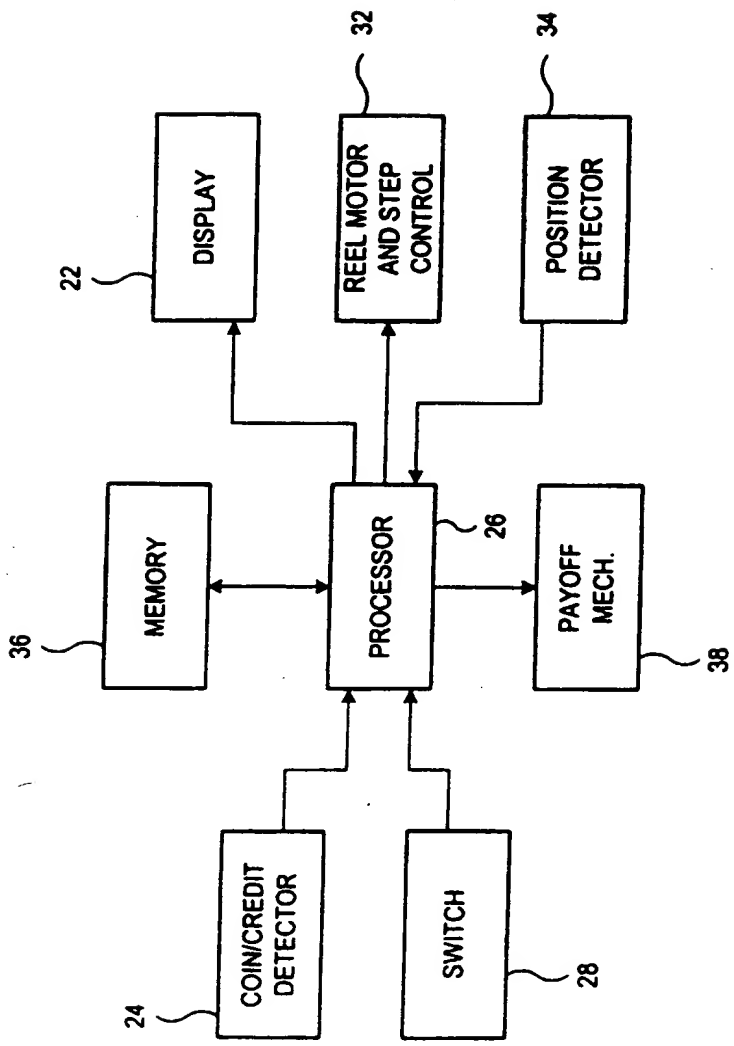 36
MEMORY
22
DISPLAY
24
COIN/CREDIT
DETECTOR
PROCESSOR
26
32
REEL MOTOR
AND STEP
CONTROL
28
SWITCH
38
PAYOFF
MECH.
34
POSITION
DETECTOR